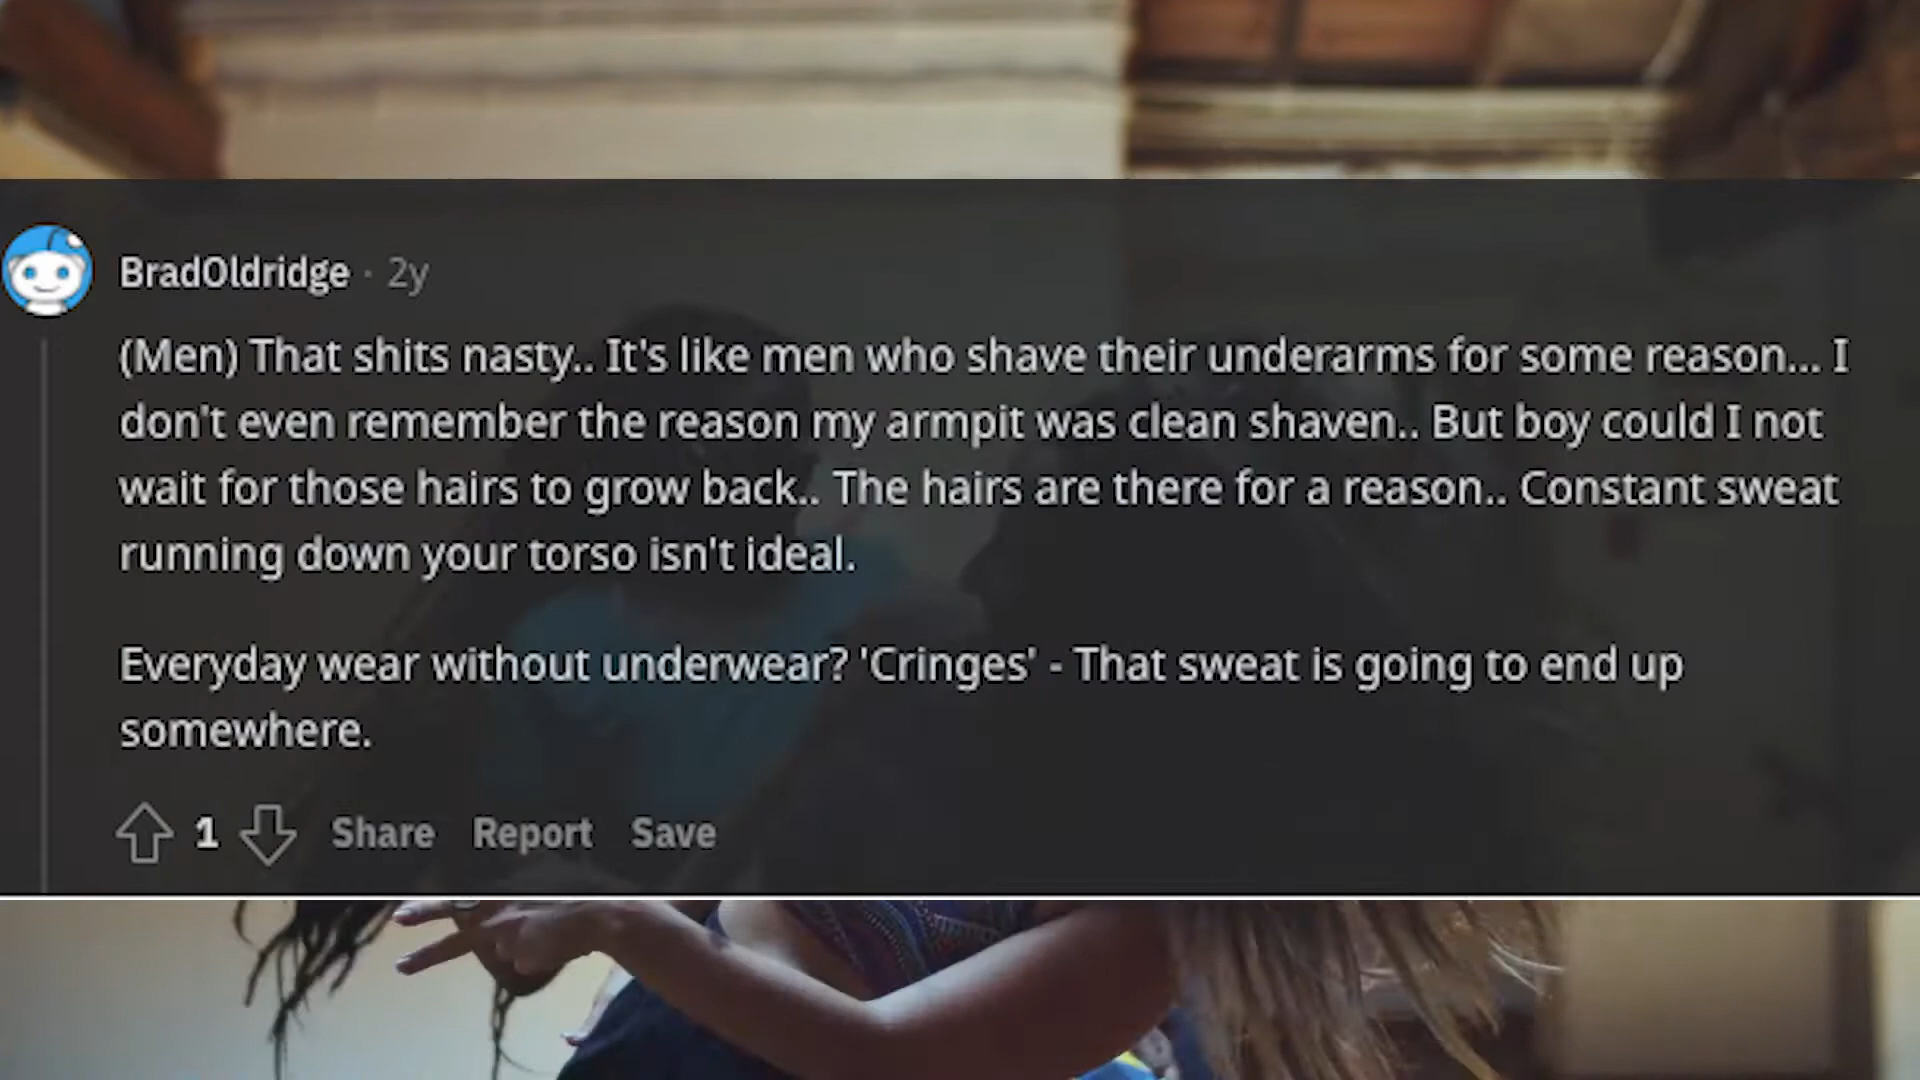 BradOldridge · 2y
(Men) That shits nasty.. It's like men who shave their underarms for some reason... I
don't even remember the reason my armpit was clean shaven.. But boy could I not
wait for those hairs to grow back.. The hairs are there for a reason.. Constant sweat
running down your torso isn't ideal.
Everyday wear without underwear? 'Cringes' - That sweat is going to end up
somewhere.
1 Share Report Save